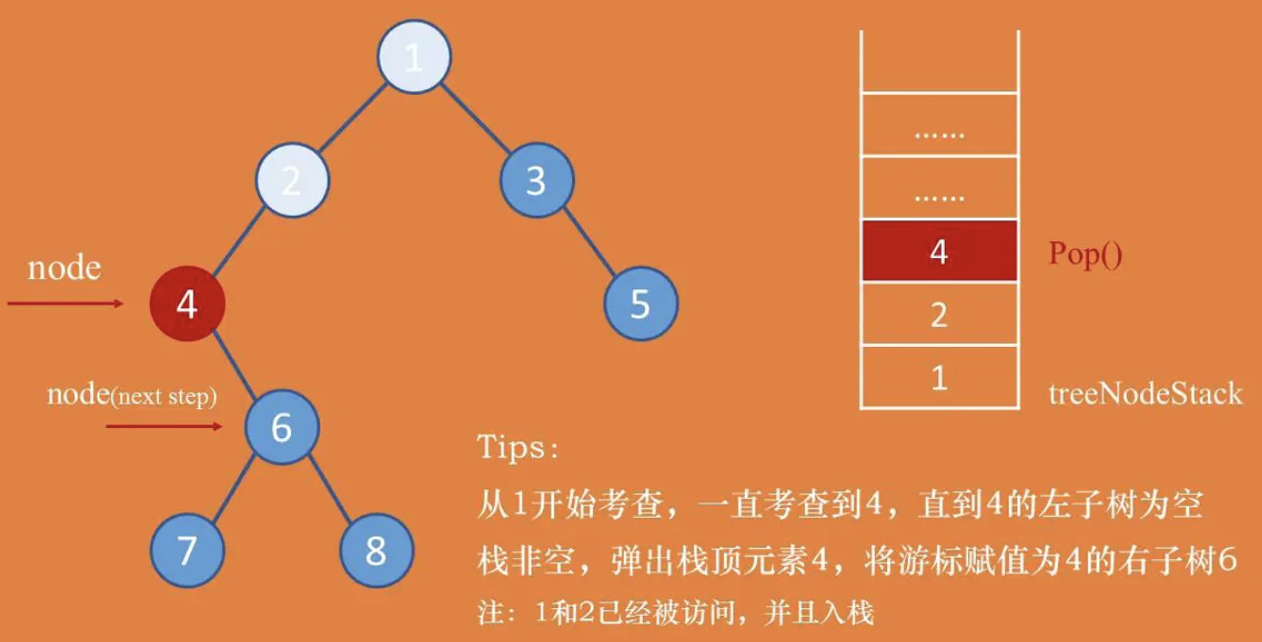 1
2
3
……
……
4
Pop()
node
4
5
2
node(next step)
6
1
treeNodeStack
Tips:
从1开始考查，一直考查到4，直到4的左子树为空
7
8
栈非空，弹出栈顶元素4，将游标赋值为4的右子树6
注：1和2已经被访问，并且入栈